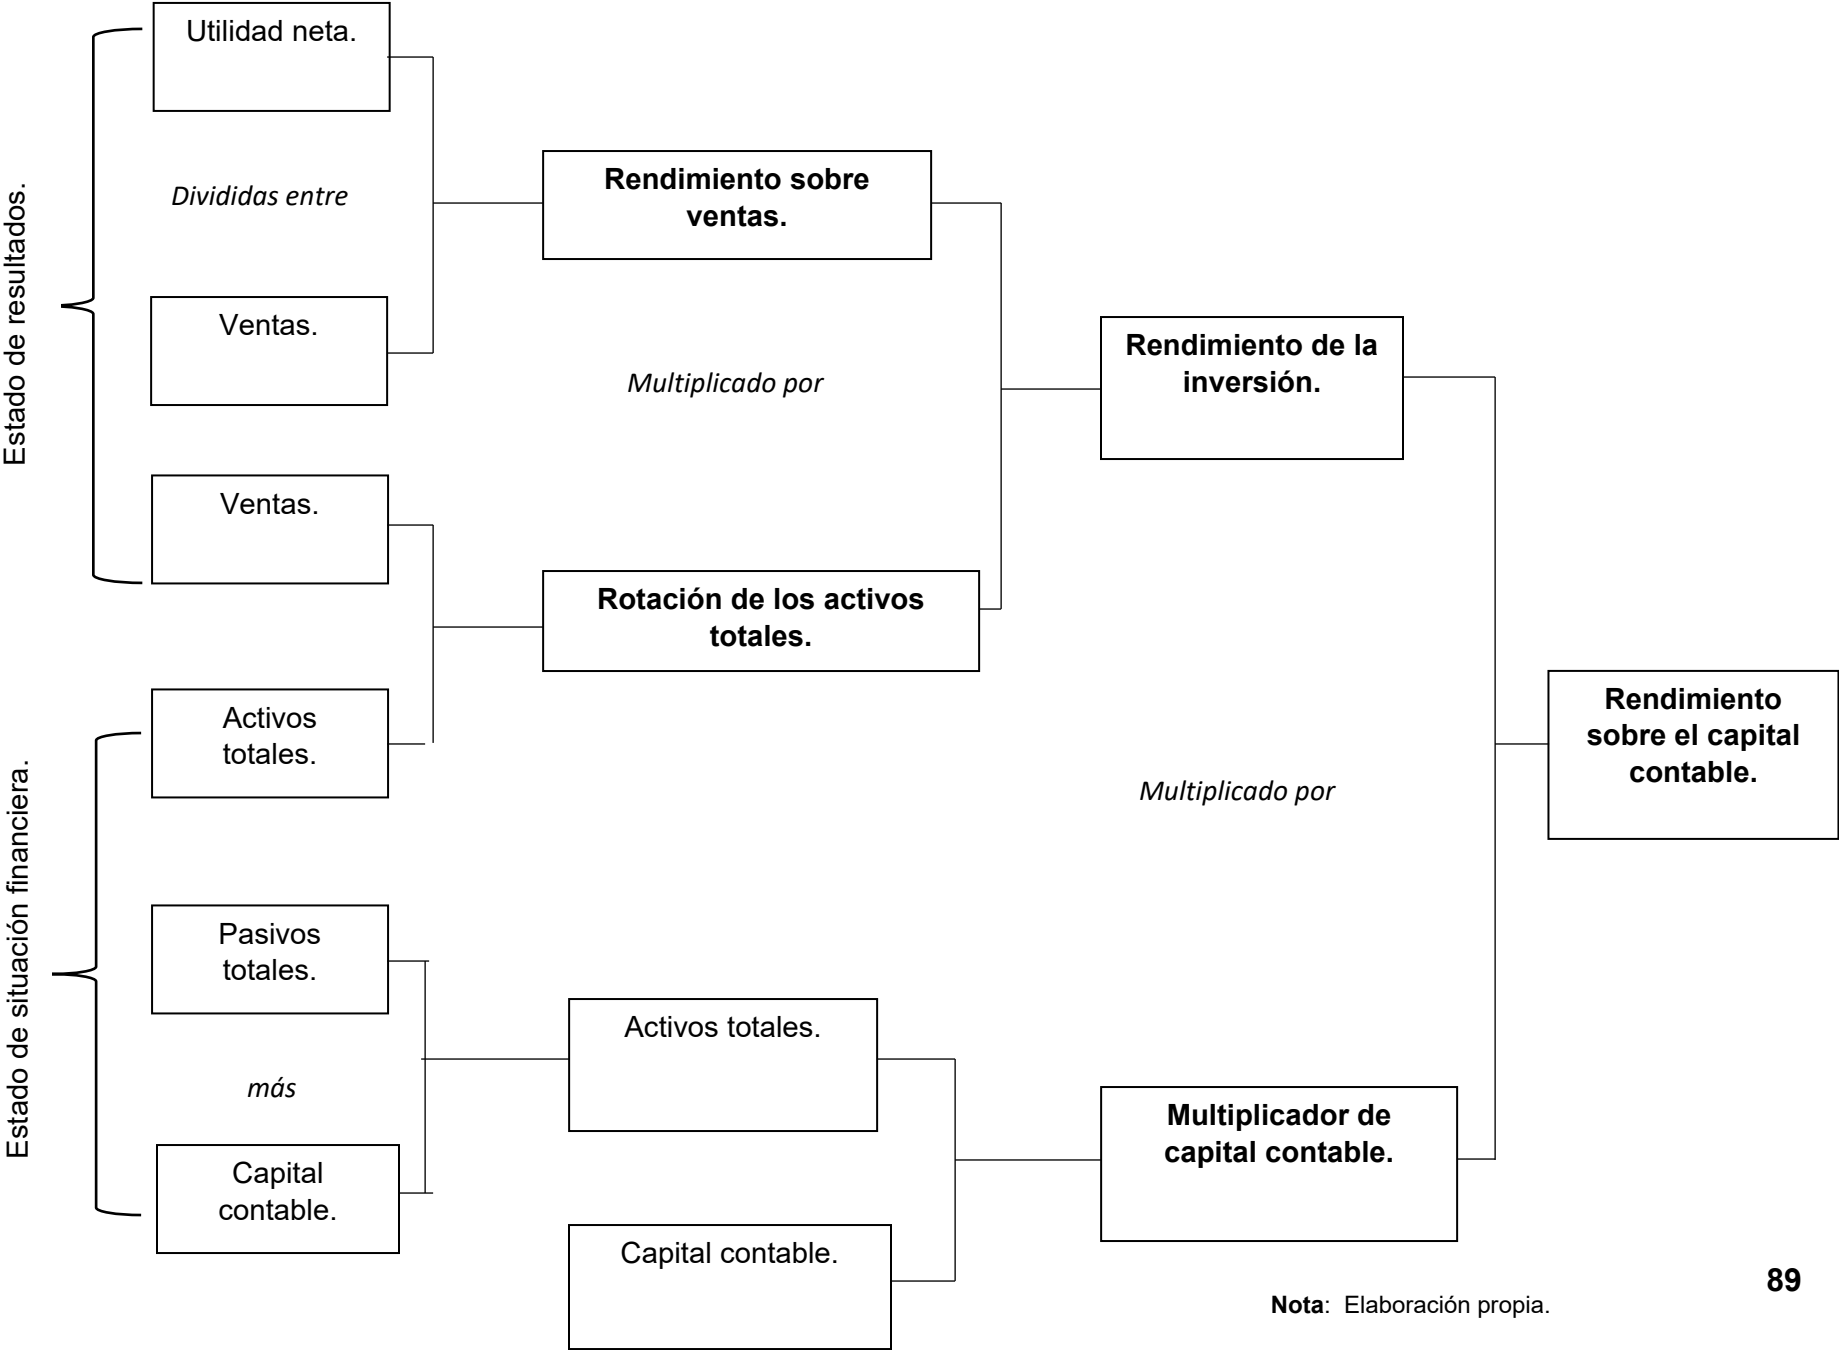 Estado de resultados.
Utilidad neta.
Divididas entre
Ventas.
Rendimiento sobre
ventas.
Multiplicado por
Ventas.
Rotación de los activos
totales.
Rendimiento de la
inversión.
Estado de situación financiera.
Activos
totales.
Multiplicado por
Rendimiento
sobre el capital
contable.
Pasivos
totales.
más
Capital
contable.
Activos totales.
Capital contable.
Multiplicador de
capital contable.
89
Nota: Elaboración propia.